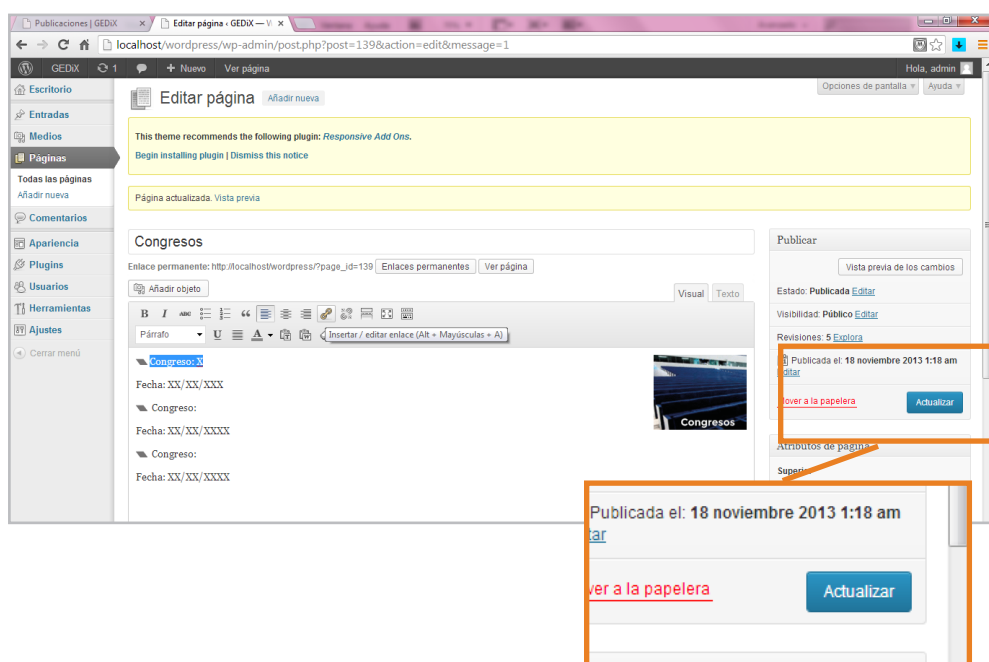 Publicaciones | GEDiX
Editar página ‹ GEDiX — W
localhost/wordpress/wp-admin/post.php?post=139&action=edit&message=1
GEDiX 1 + Nuevo Ver página Hola, admin
Escritorio
Entradas
Medios
Páginas
Todas las páginas
Añadir nueva
Comentarios
Apariencia
Plugins
Usuarios
Herramientas
Ajustes
Cerrar menú
Opciones de pantalla Ayuda
Editar página Añadir nueva
This theme recommends the following plugin: Responsive Add Ons.
Begin installing plugin | Dismiss this notice
Página actualizada. Vista previa
Congresos
Enlace permanente: http://localhost/wordpress/?page_id=139 Enlaces permanentes Ver página
Añadir objeto
Visual Texto
B I ABC
Párrafo U A
Insertar / editar enlace (Alt + Mayúsculas + A)
Congreso: X
Fecha: XX/XX/XXX
Congreso:
Fecha: XX/XX/XXXX
Congreso:
Fecha: XX/XX/XXXX
Congresos
Publicar
Vista previa de los cambios
Estado: Publicada Editar
Visibilidad: Público Editar
Revisiones: 5 Explora
Publicada el: 18 noviembre 2013 1:18 am
Editar
Mover a la papelera Actualizar
Atributos de página
Superior
Publicada el: 18 noviembre 2013 1:18 am
tar
ver a la papelera Actualizar